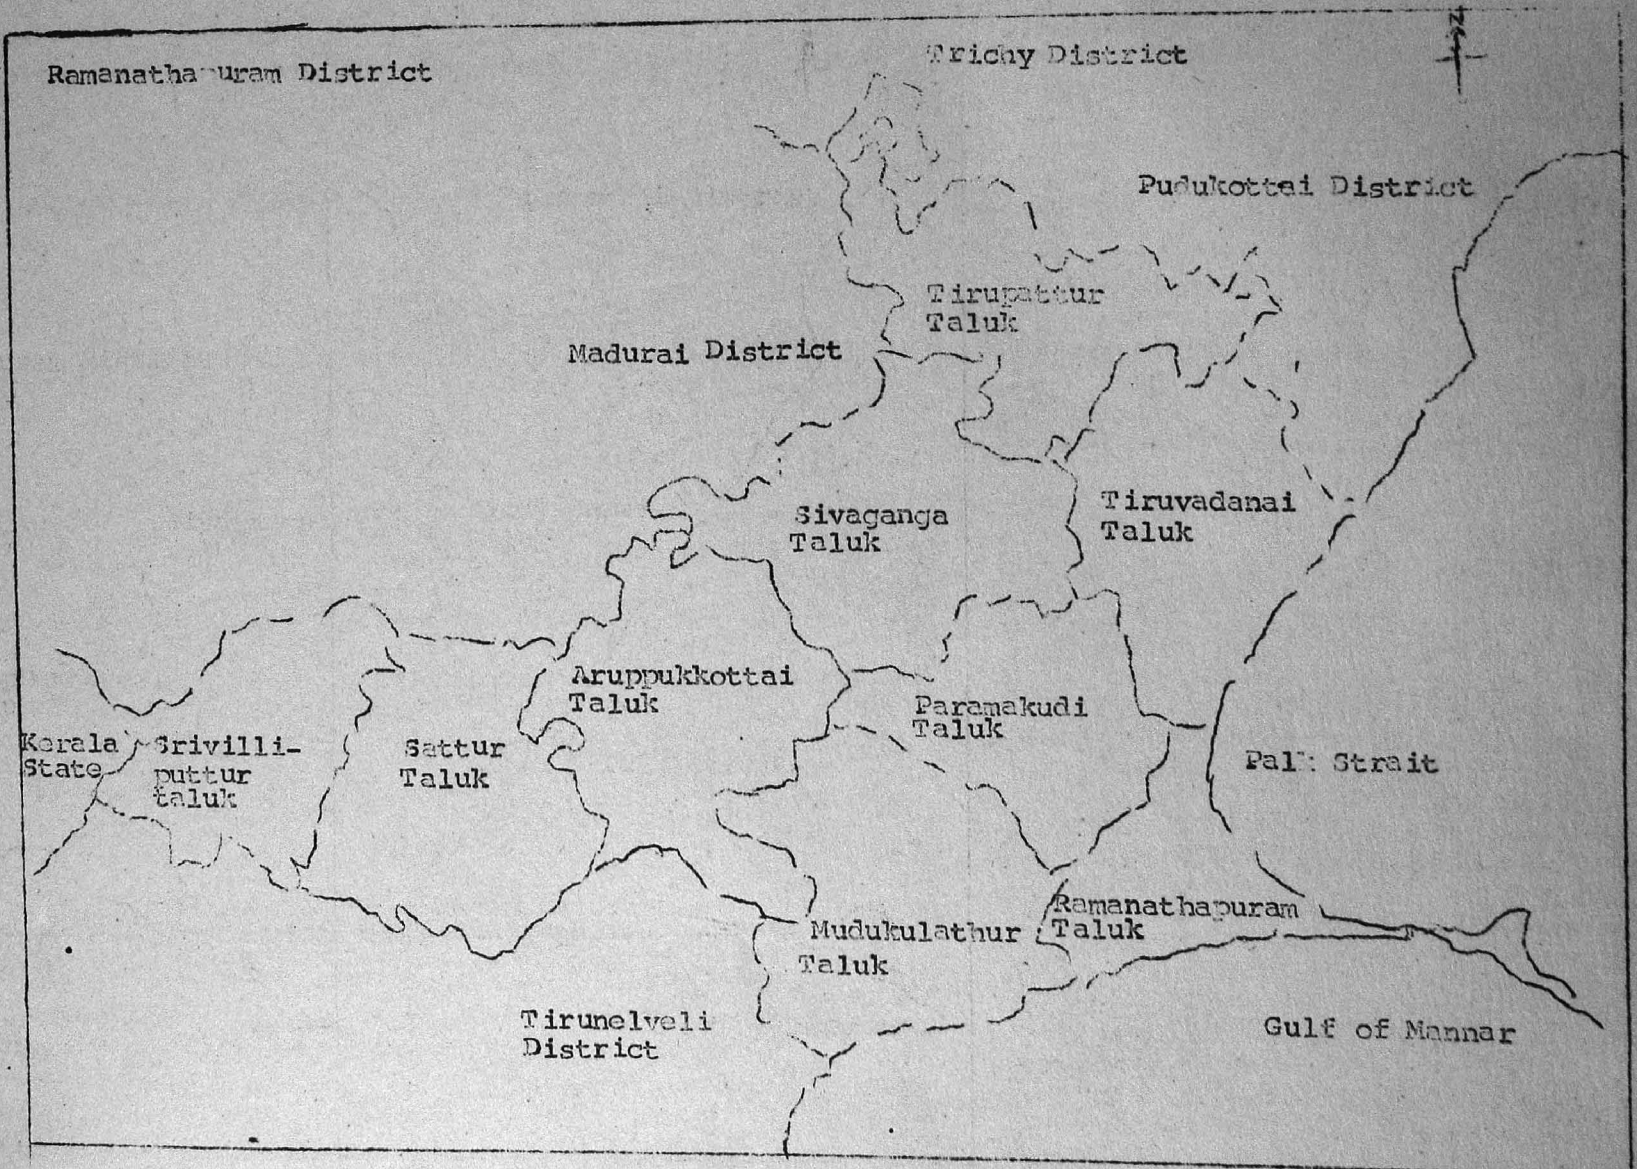 Trichy District
N
Ramanathapuram District
Pudukottai District
Tirupattur
Taluk
Madurai District
Sivaganga
Taluk
Tiruvadanai
Taluk
Aruppukkottai
Taluk
Paramakudi
Taluk
Kerala
State
Srivilli-
puttur
taluk
Sattur
Taluk
Palk Strait
Ramanathapuram
Taluk
Mudukulathur
Taluk
Tirunelveli
District
Gulf of Mannar